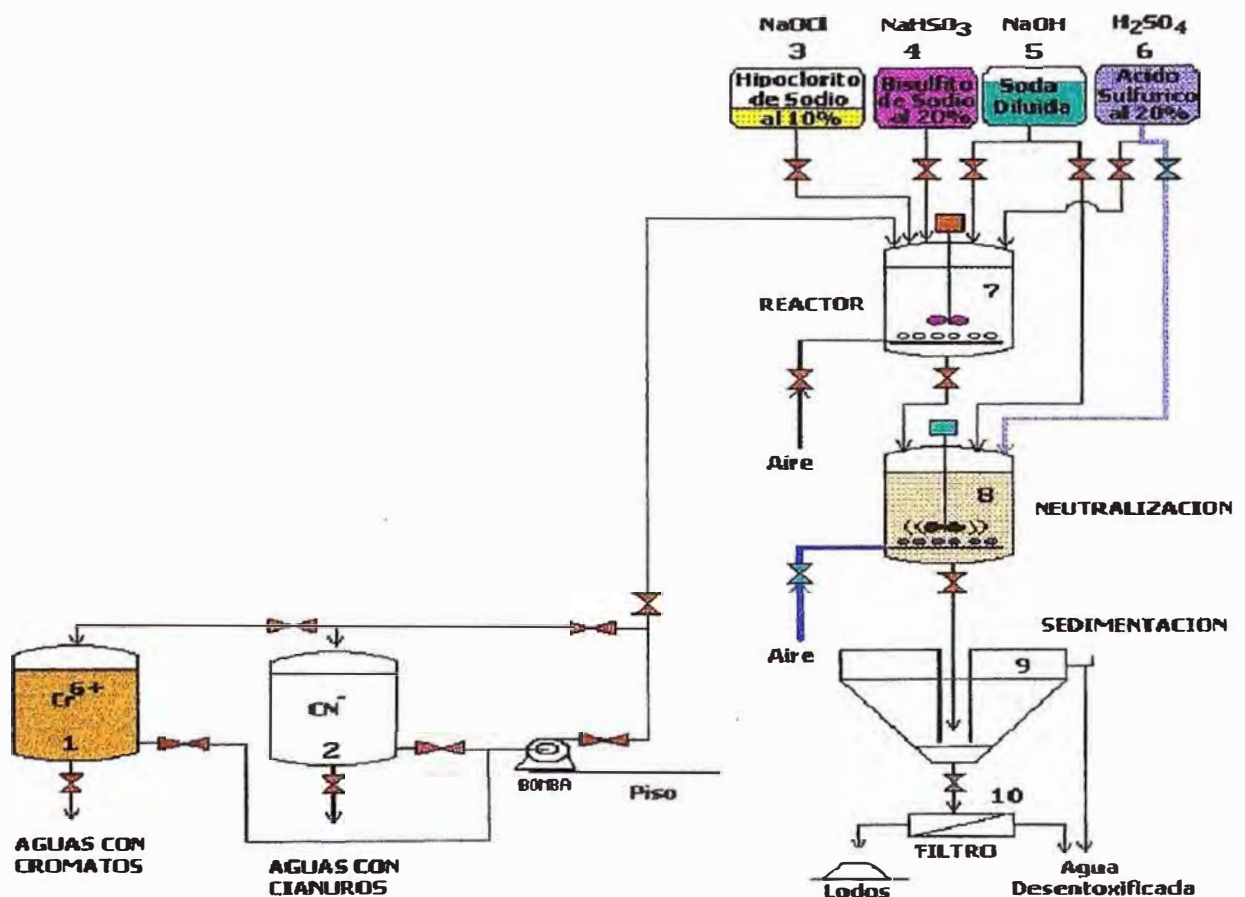 NaOCl
3
NaHSO3
4
NaOH
5
H2SO4
6
Hipoclorito
de Sodio
al 10%
Bisulfito
de Sodio
al 20%
Soda
Diluida
Acido
Sulfurico
al 20%
REACTOR
7
Aire
8
NEUTRALIZACION
Aire
SEDIMENTACION
9
Cr6+
1
CN-
2
BOMBA
Piso
AGUAS CON
CROMATOS
AGUAS CON
CIANUROS
10
FILTRO
Lodos
Agua
Desentoxificada